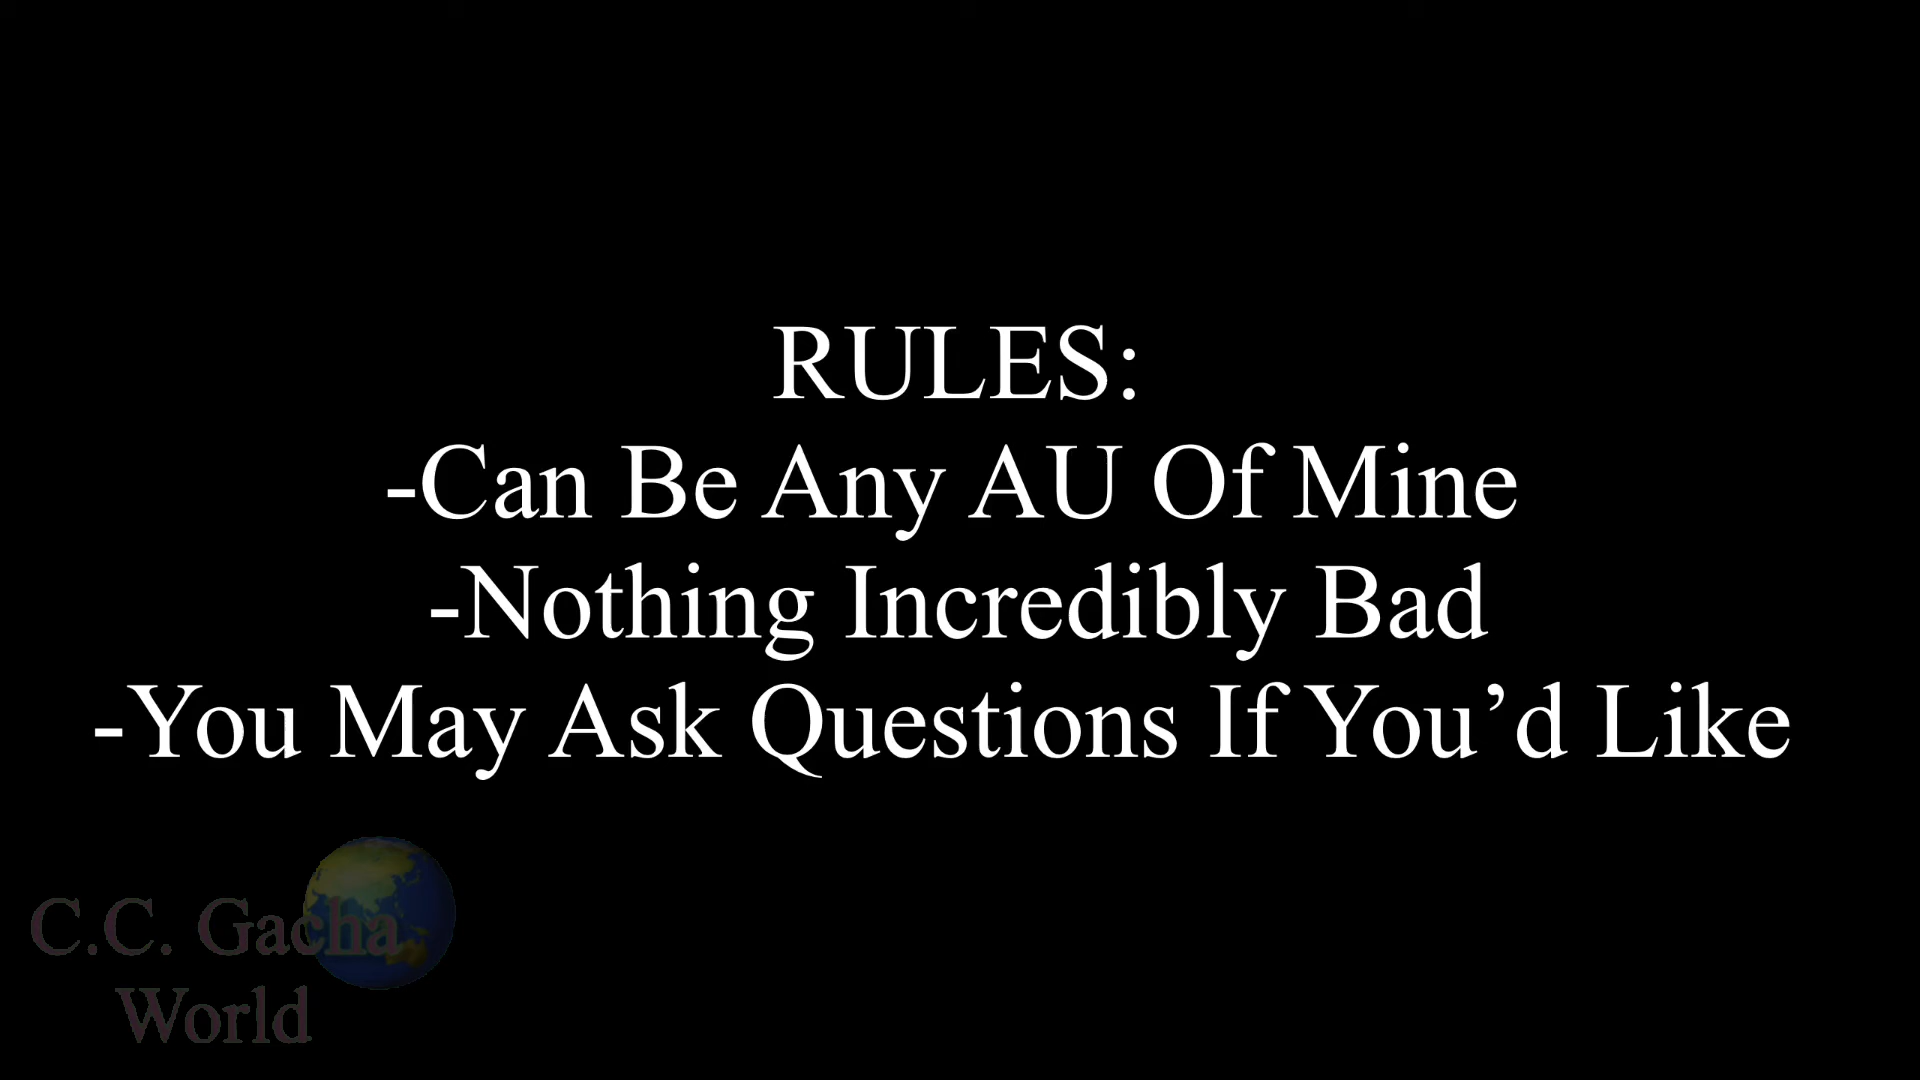 RULES:
-Can Be Any AU Of Mine
-Nothing Incredibly Bad
-You May Ask Questions If You’d Like
C.C. Gacha
World